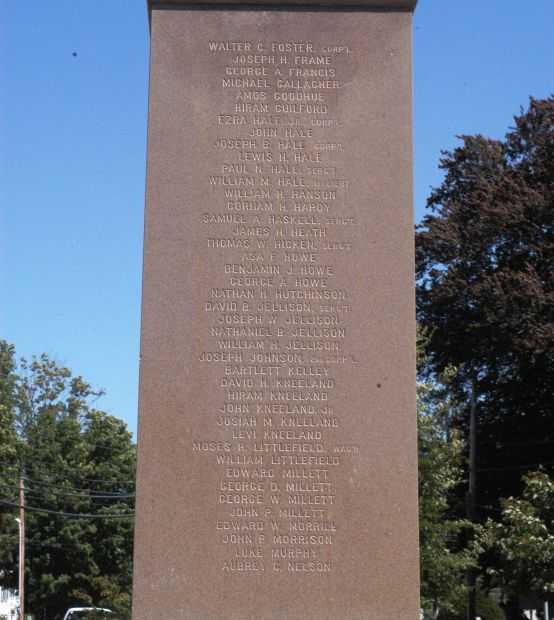 WALTER C. FOSTER, CORP'L.
JOSEPH H. FRAME
GEORGE A. FRANCIS
MICHAEL GALLAGHER
AMOS GOODHUE
HIRAM GUILFORD
EZRA HALE, JR., CORP'L.
JOHN HALE
JOSEPH B. HALE, CORP'L.
LEWIS H. HALE
PAUL N. HALL, SERG'T.
WILLIAM M. HALE, LIEUT
WILLIAM H. HANSON
GORHAM H. HARDY
SAMUEL A. HASKELL, SERG'T.
JAMES H. HEATH
THOMAS W. HICKEN, SERG'T
ASA F. HOWE
BENJAMIN J. HOWE
GEORGE A. HOWE
NATHAN H. HUTCHINSON
DAVID B. JELLISON, SERG'T
JOSEPH W. JELLISON
NATHANIEL B. JELLISON
WILLIAM H. JELLISON
JOSEPH JOHNSON, CORP'L.
BARTLETT KELLEY
DAVID H. KNEELAND
HIRAM KNEELAND
JOHN KNEELAND, JR.
JOSIAH M. KNEELAND
LEVI KNEELAND
MOSES H. LITTLEFIELD,
WILLIAM LITTLEFIELD
EDWARD MILLETT
GEORGE D. MILLETT
GEORGE W. MILLETT
JOHN P. MILLETT
EDWARD W. MORRILL
JOHN P. MORRISON
LUKE MURPHY
AUBREY C. NELSON